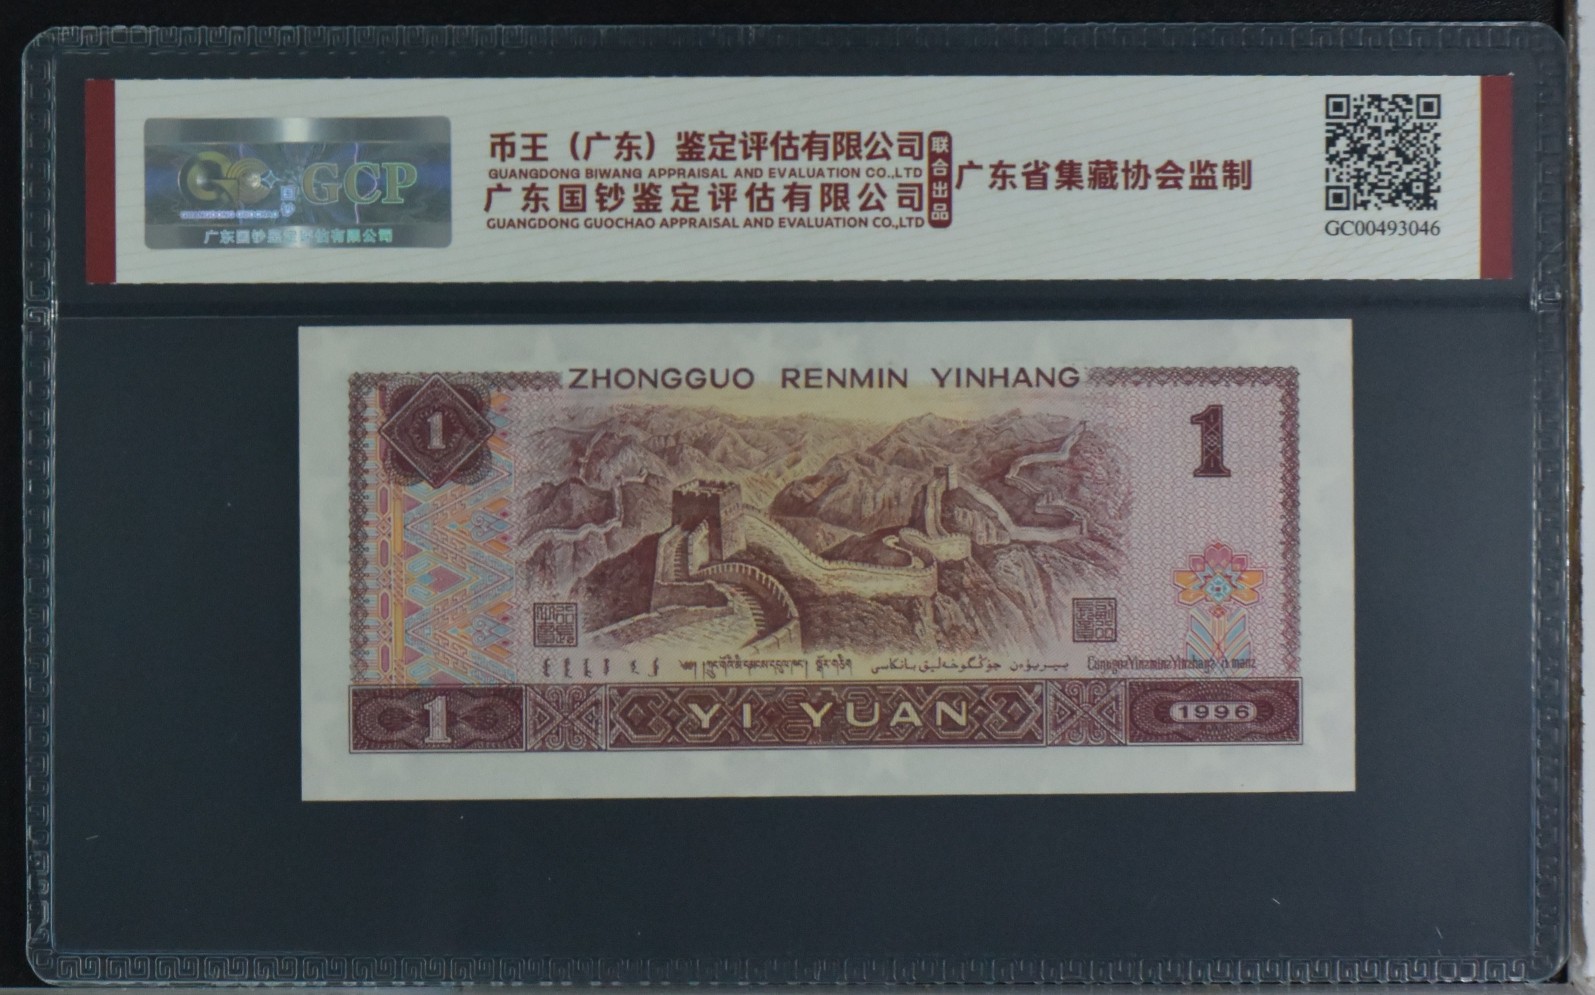 GCP
广东国钞鉴定评估有限公司
币王（广东）鉴定评估有限公司
GUANGDONG BIWANG APPRAISAL AND EVALUATION CO.,LTD
广东国钞鉴定评估有限公司
GUANGDONG GUOCHAO APPRAISAL AND EVALUATION CO.,LTD
联合出品
广东省集藏协会监制
GC00493046
ZHONGGUO RENMIN YINHANG
1
1
1
YI YUAN
1996